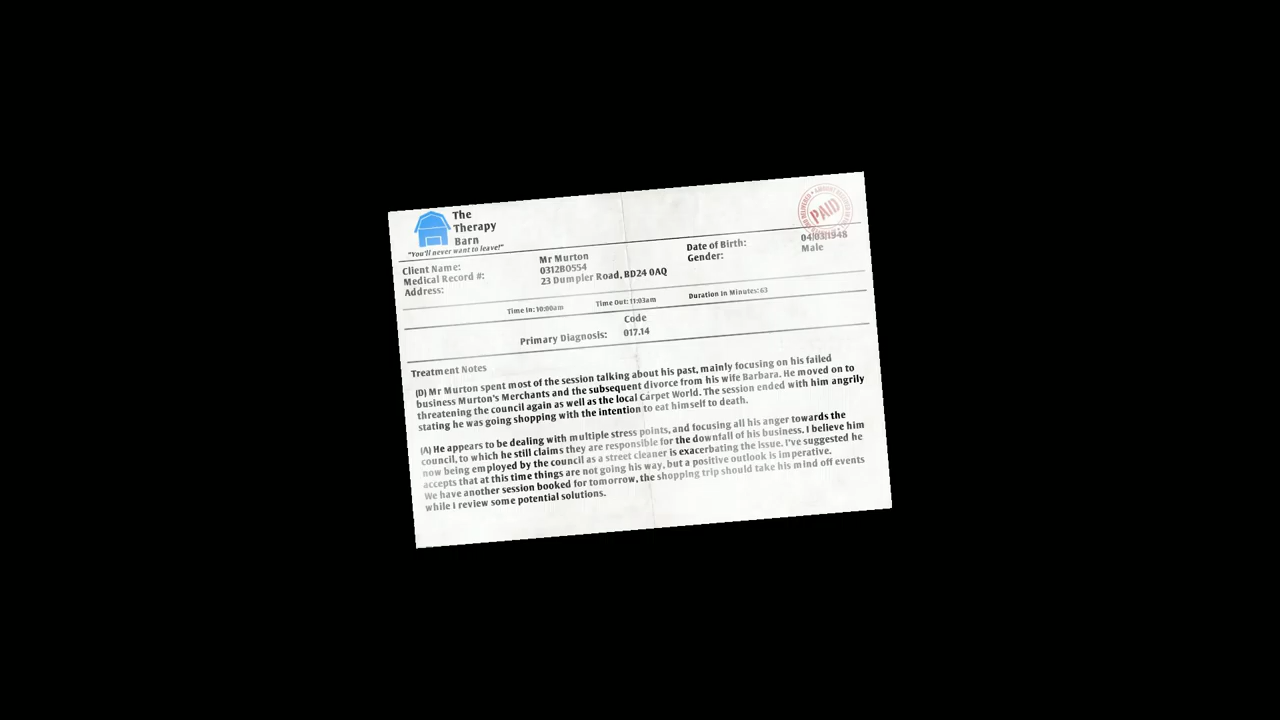 The
Therapy
Barn
"You'll never want to leave!"
PAID
Client Name: Mr Murton Date of Birth: 04/03/1948
Medical Record #: 0312B0554 Gender: Male
Address: 23 Dumpler Road, BD24 0AQ
Time In: 10:00am Time Out: 11:03am Duration in Minutes: 63
Code
Primary Diagnosis: 017.14
Treatment Notes
(D) Mr Murton spent most of the session talking about his past, mainly focusing on his failed
business Murton's Merchants and the subsequent divorce from his wife Barbara. He moved on to
threatening the council again as well as the local Carpet World. The session ended with him angrily
stating he was going shopping with the intention to eat himself to death.
(A) He appears to be dealing with multiple stress points, and focusing all his anger towards the
council, to which he still claims they are responsible for the downfall of his business. I believe him
now being employed by the council as a street cleaner is exacerbating the issue. I've suggested he
accepts that at this time things are not going his way, but a positive outlook is imperative.
We have another session booked for tomorrow, the shopping trip should take his mind off events
while I review some potential solutions.